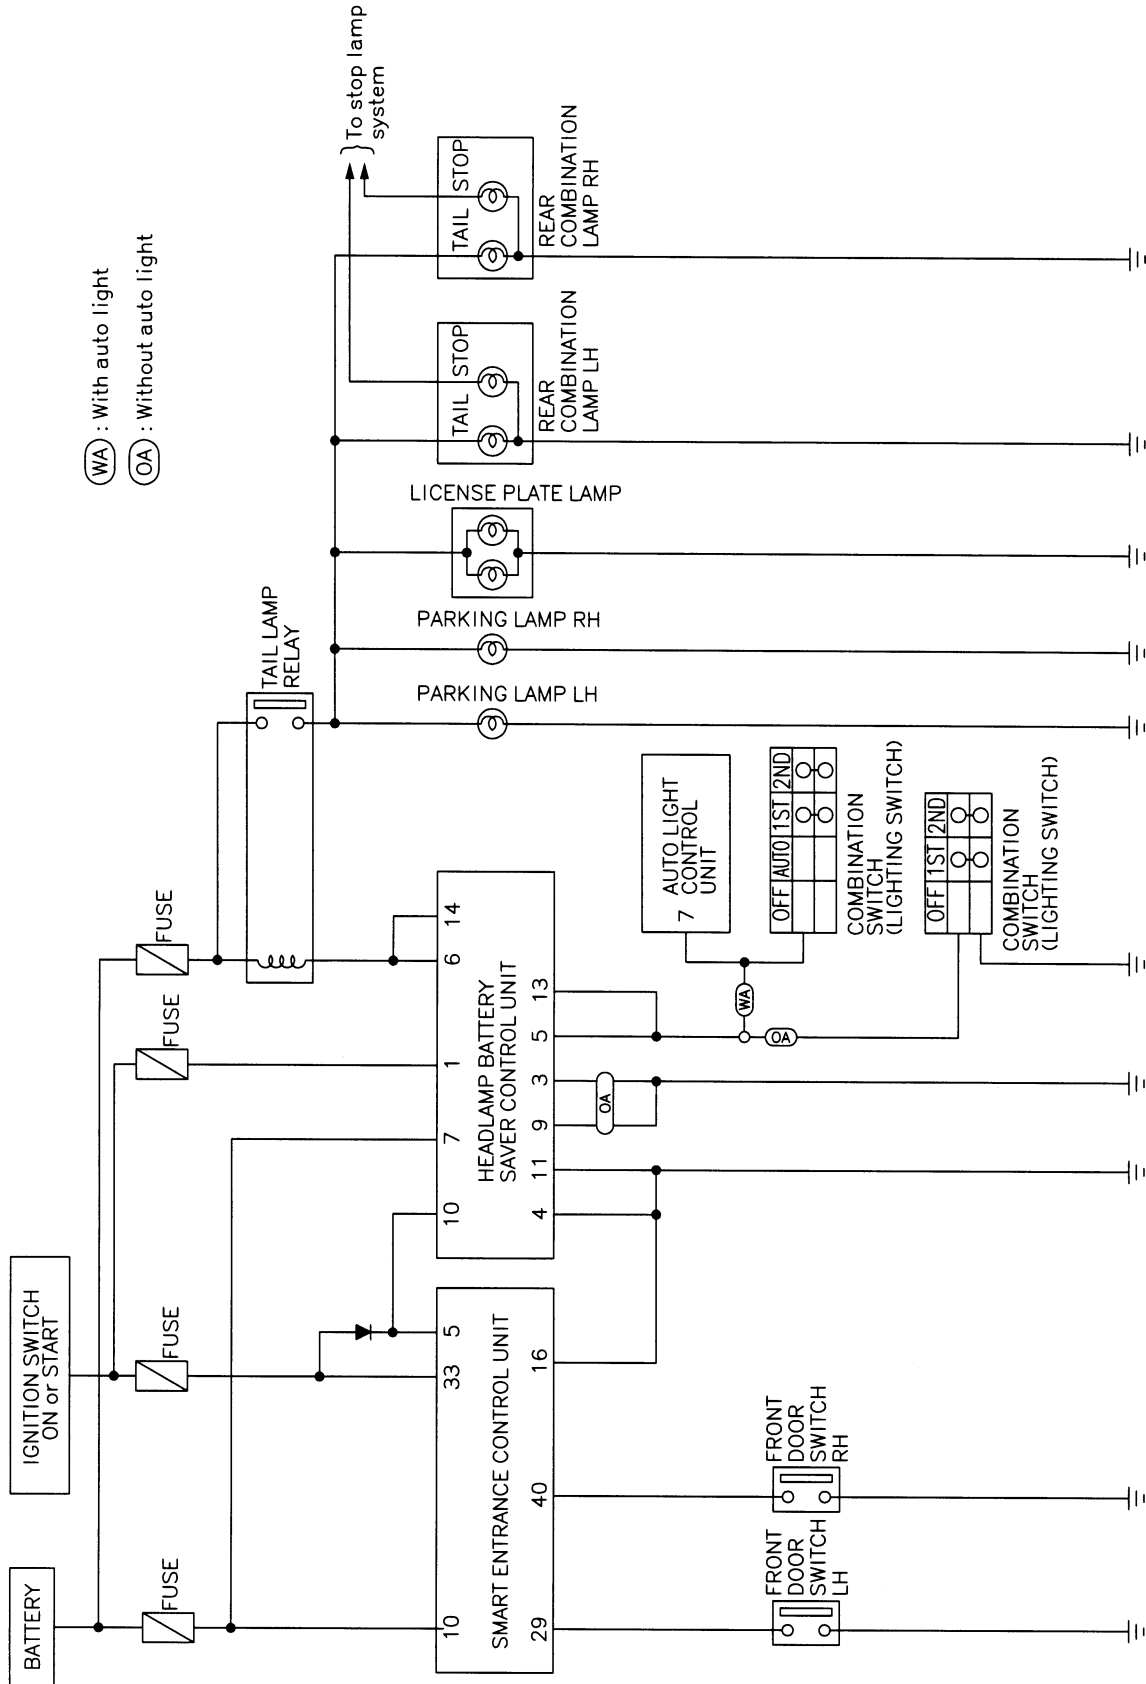 BATTERY
IGNITION SWITCH
ON or START
FUSE
FUSE
FUSE
FUSE
TAIL LAMP
RELAY
WA : With auto light
OA : Without auto light
To stop lamp
system
10
33
5
SMART ENTRANCE CONTROL UNIT
29
40
16
10
7
1
6
14
HEADLAMP BATTERY
SAVER CONTROL UNIT
4
11
9
3
5
13
OA
WA
OA
PARKING LAMP LH
PARKING LAMP RH
LICENSE PLATE LAMP
TAIL
STOP
REAR
COMBINATION
LAMP LH
TAIL
STOP
REAR
COMBINATION
LAMP RH
7
AUTO LIGHT
CONTROL
UNIT
OFF AUTO 1ST 2ND
COMBINATION
SWITCH
(LIGHTING SWITCH)
OFF 1ST 2ND
COMBINATION
SWITCH
(LIGHTING SWITCH)
FRONT
DOOR
SWITCH
LH
FRONT
DOOR
SWITCH
RH